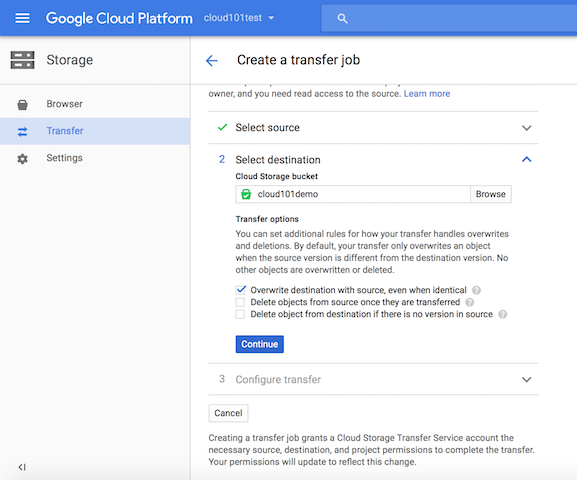 Google Cloud Platform cloud101test
Storage
Create a transfer job
owner, and you need read access to the source. Learn more
Browser
Transfer
Settings
Select source
2 Select destination
Cloud Storage bucket
cloud101demo Browse
Transfer options
You can set additional rules for how your transfer handles overwrites
and deletions. By default, your transfer only overwrites an object
when the source version is different from the destination version. No
other objects are overwritten or deleted.
Overwrite destination with source, even when identical ?
Delete objects from source once they are transferred ?
Delete object from destination if there is no version in source ?
Continue
3 Configure transfer
Cancel
Creating a transfer job grants a Cloud Storage Transfer Service account the
necessary source, destination, and project permissions to complete the transfer.
Your permissions will update to reflect this change.